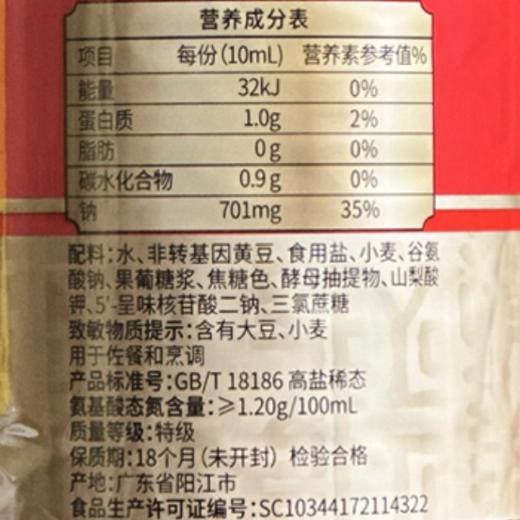 营养成分表
项目 每份(10mL) 营养素参考值%
能量 32kJ 0%
蛋白质 1.0g 2%
脂肪 0g 0%
碳水化合物 0.9g 0%
钠 701mg 35%
配料:水、非转基因黄豆、食用盐、小麦、谷氨
酸钠、果葡糖浆、焦糖色、酵母抽提物、山梨酸
钾、5'-呈味核苷酸二钠、三氯蔗糖
致敏物质提示:含有大豆、小麦
用于佐餐和烹调
产品标准号:GB/T 18186 高盐稀态
氨基酸态氮含量:≥1.20g/100mL
质量等级:特级
保质期:18个月(未开封) 检验合格
产地:广东省阳江市
食品生产许可证编号:SC10344172114322